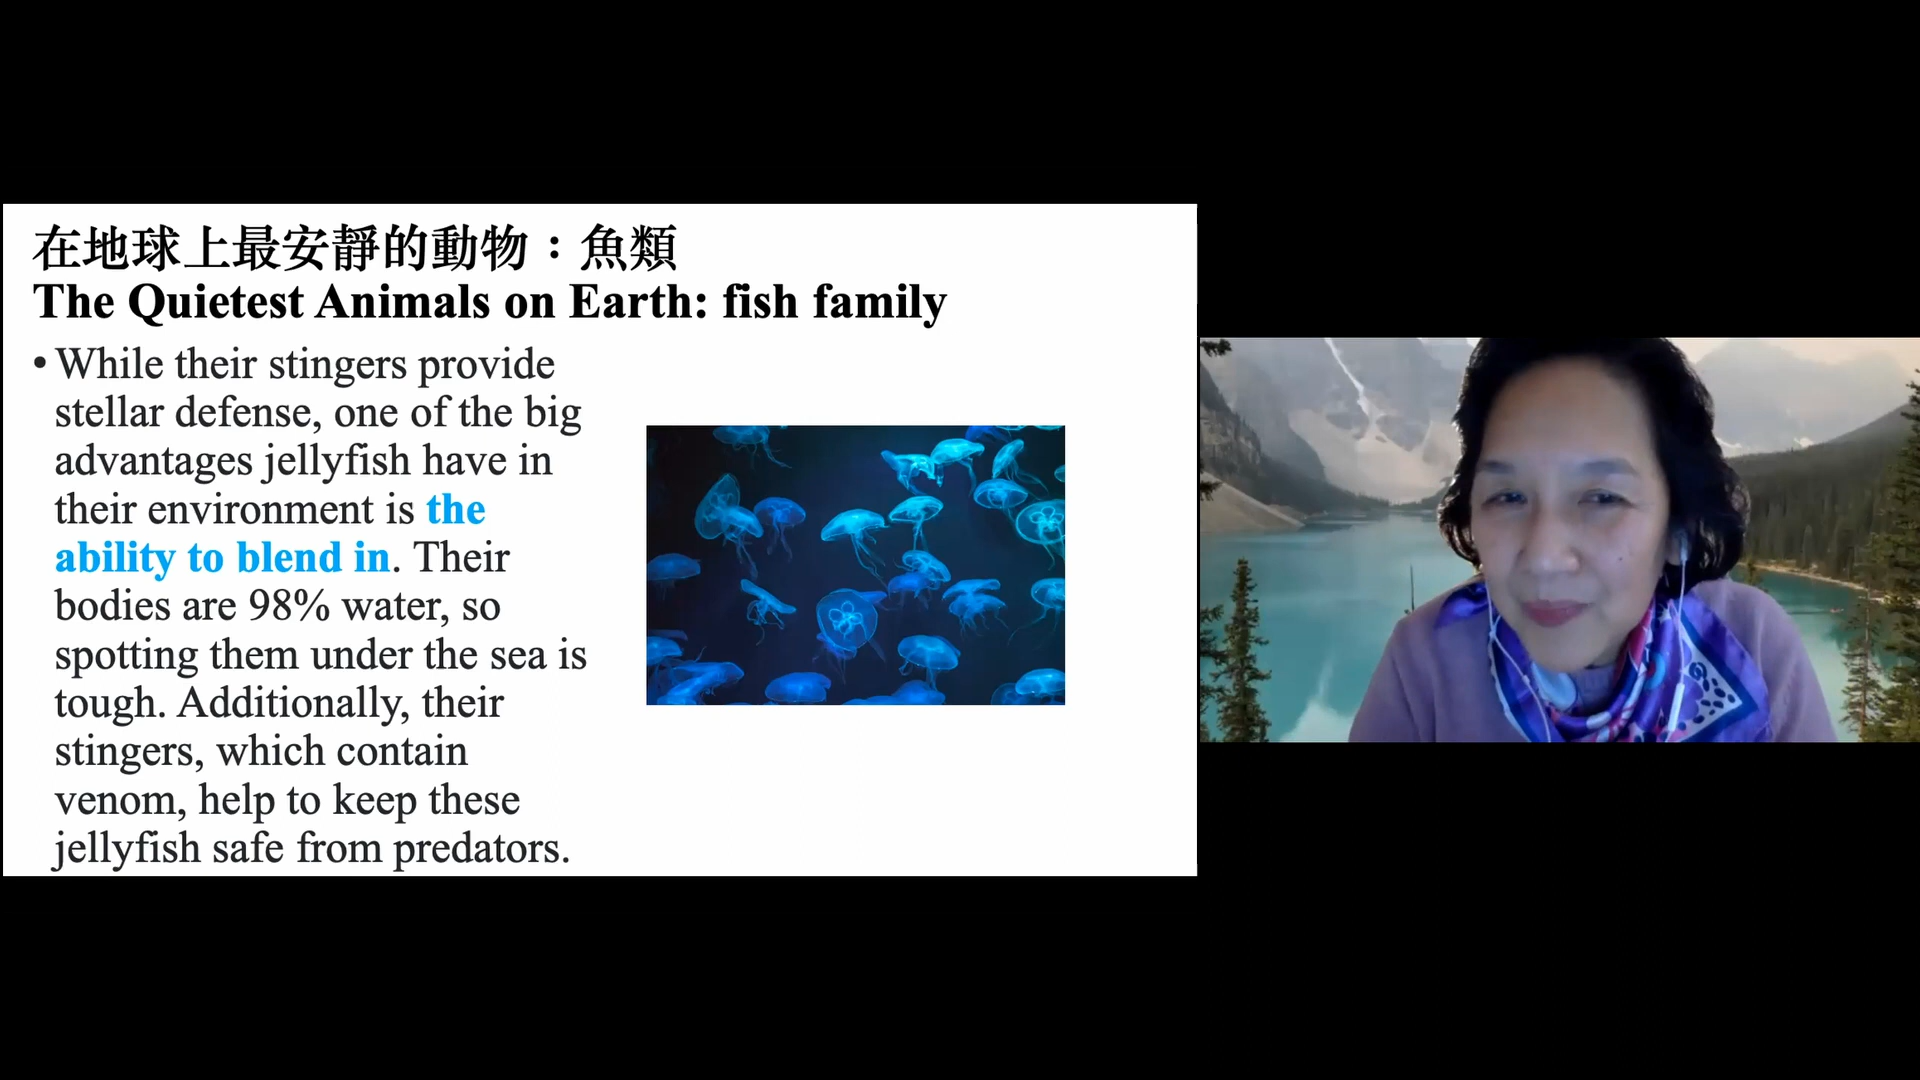 在地球上最安靜的動物：魚類
The Quietest Animals on Earth: fish family
• While their stingers provide
stellar defense, one of the big
advantages jellyfish have in
their environment is the
ability to blend in. Their
bodies are 98% water, so
spotting them under the sea is
tough. Additionally, their
stingers, which contain
venom, help to keep these
jellyfish safe from predators.